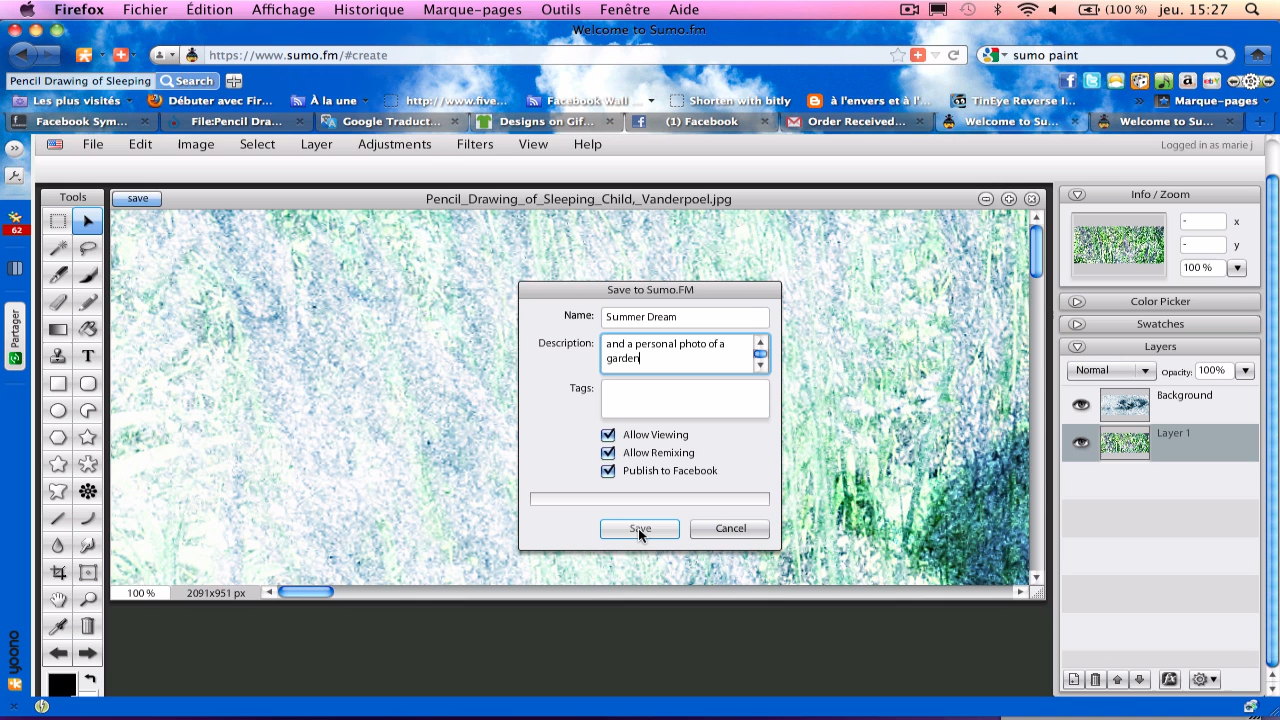 Firefox Fichier Édition Affichage Historique Marque-pages Outils Fenêtre Aide (100 %) jeu. 15:27
Welcome to Sumo.fm
https://www.sumo.fm/#create sumo paint
Pencil Drawing of Sleeping Search
Les plus visités Débuter avec Fir... À la une http://www.five... Facebook Wall ... Shorten with bitly à l'envers et à l'... TinEye Reverse I... » Marque-pages
Facebook Sym... File:Pencil Dra... Google Traduct... Designs on Gif... (1) Facebook Order Received... Welcome to Su... Welcome to Su...
File Edit Image Select Layer Adjustments Filters View Help Logged in as marie j
Tools
save Pencil_Drawing_of_Sleeping_Child,_Vanderpoel.jpg
Info / Zoom
- x
- y
100 %
62
Partager
yoono
Save to Sumo.FM
Name: Summer Dream
Description: and a personal photo of a
garden
Tags:
Allow Viewing
Allow Remixing
Publish to Facebook
Save Cancel
Color Picker
Swatches
Layers
Normal Opacity: 100%
Background
Layer 1
T
100 % 2091x951 px